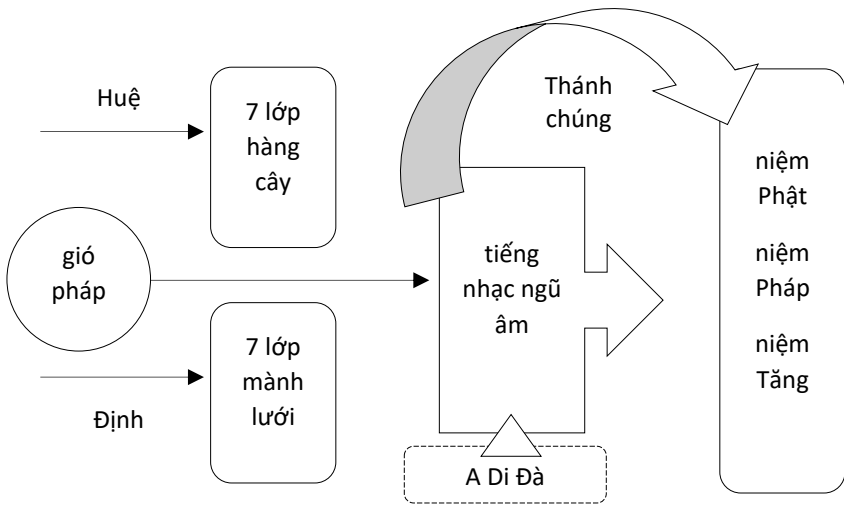 Huệ
7 lớp
hàng
cây
gió
pháp
7 lớp
mành
lưới
Định
Thánh
chúng
tiếng
nhạc ngũ
âm
A Di Đà
niệm
Phật
niệm
Pháp
niệm
Tăng